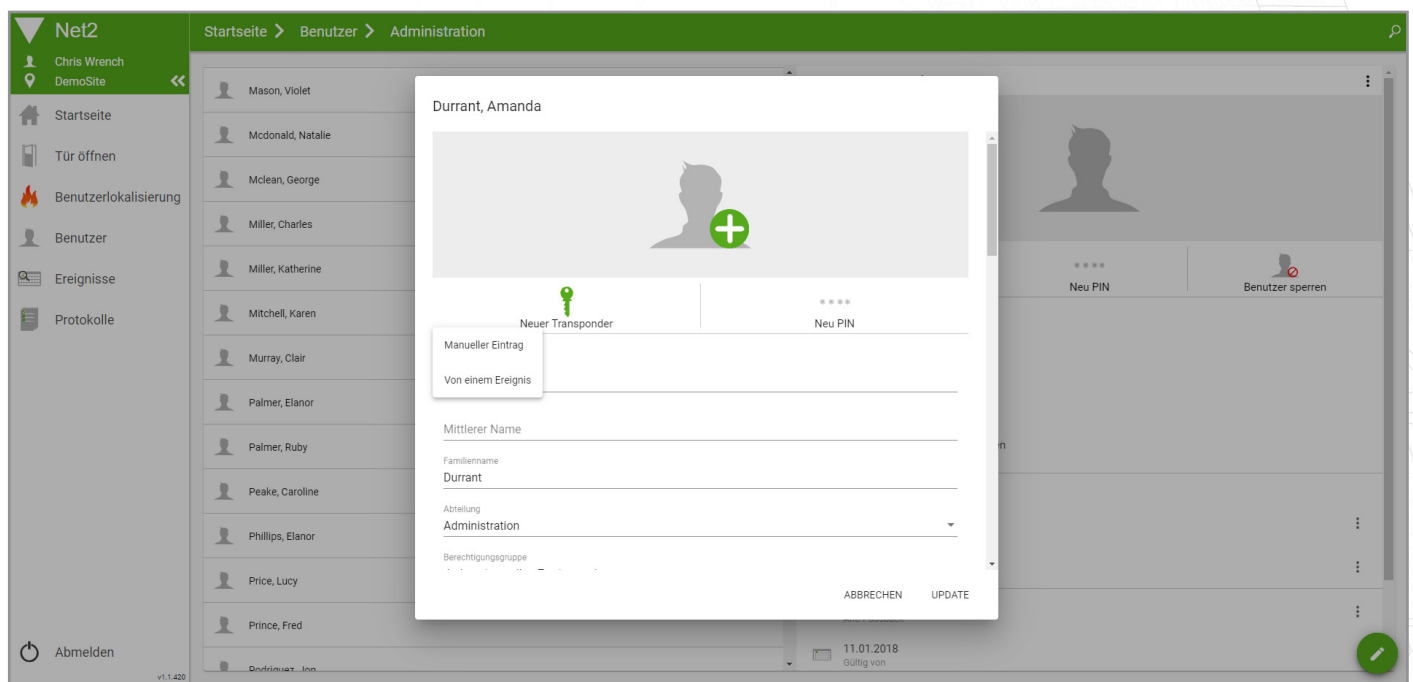 Net2
Startseite > Benutzer > Administration
Chris Wrench
DemoSite
Startseite
Tür öffnen
Benutzerlokalisierung
Benutzer
Ereignisse
Protokolle
Abmelden
v1.1.420
Mason, Violet
Mcdonald, Natalie
Mclean, George
Miller, Charles
Miller, Katherine
Mitchell, Karen
Murray, Clair
Palmer, Elanor
Palmer, Ruby
Peake, Caroline
Phillips, Elanor
Price, Lucy
Prince, Fred
Rodriguez, Jon
Durrant, Amanda
Neuer Transponder
Neu PIN
Manueller Eintrag
Von einem Ereignis
Mittlerer Name
Familienname
Durrant
Abteilung
Administration
Berechtigungsgruppe
ABBRECHEN UPDATE
Neu PIN
Benutzer sperren
en
11.01.2018
Gültig von